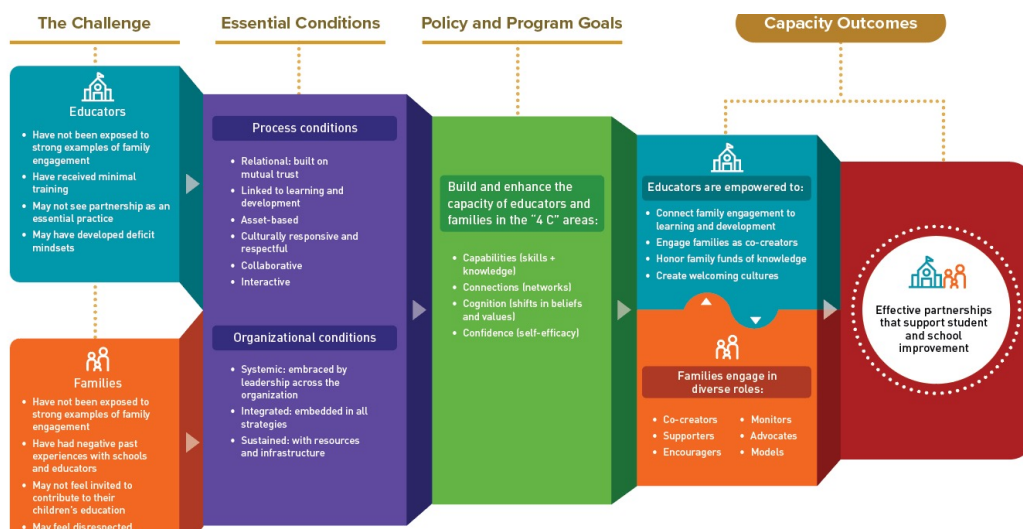 The Challenge
Essential Conditions
Policy and Program Goals
Capacity Outcomes
Educators
• Have not been exposed to
strong examples of family
engagement
• Have received minimal
training
• May not see partnership as an
essential practice
• May have developed deficit
mindsets
Families
• Have not been exposed to
strong examples of family
engagement
• Have had negative past
experiences with schools
and educators
• May not feel invited to
contribute to their
children's education
• May feel disrespected
Process conditions
• Relational: built on
mutual trust
• Linked to learning and
development
• Asset-based
• Culturally responsive and
respectful
• Collaborative
• Interactive
Organizational conditions
• Systemic: embraced by
leadership across the
organization
• Integrated: embedded in all
strategies
• Sustained: with resources
and infrastructure
Build and enhance the
capacity of educators and
families in the "4 C" areas:
• Capabilities (skills +
knowledge)
• Connections (networks)
• Cognition (shifts in beliefs
and values)
• Confidence (self-efficacy)
Educators are empowered to:
• Connect family engagement to
learning and development
• Engage families as co-creators
• Honor family funds of knowledge
• Create welcoming cultures
Families engage in
diverse roles:
• Co-creators
• Supporters
• Encouragers
• Monitors
• Advocates
• Models
Effective partnerships
that support student
and school
improvement